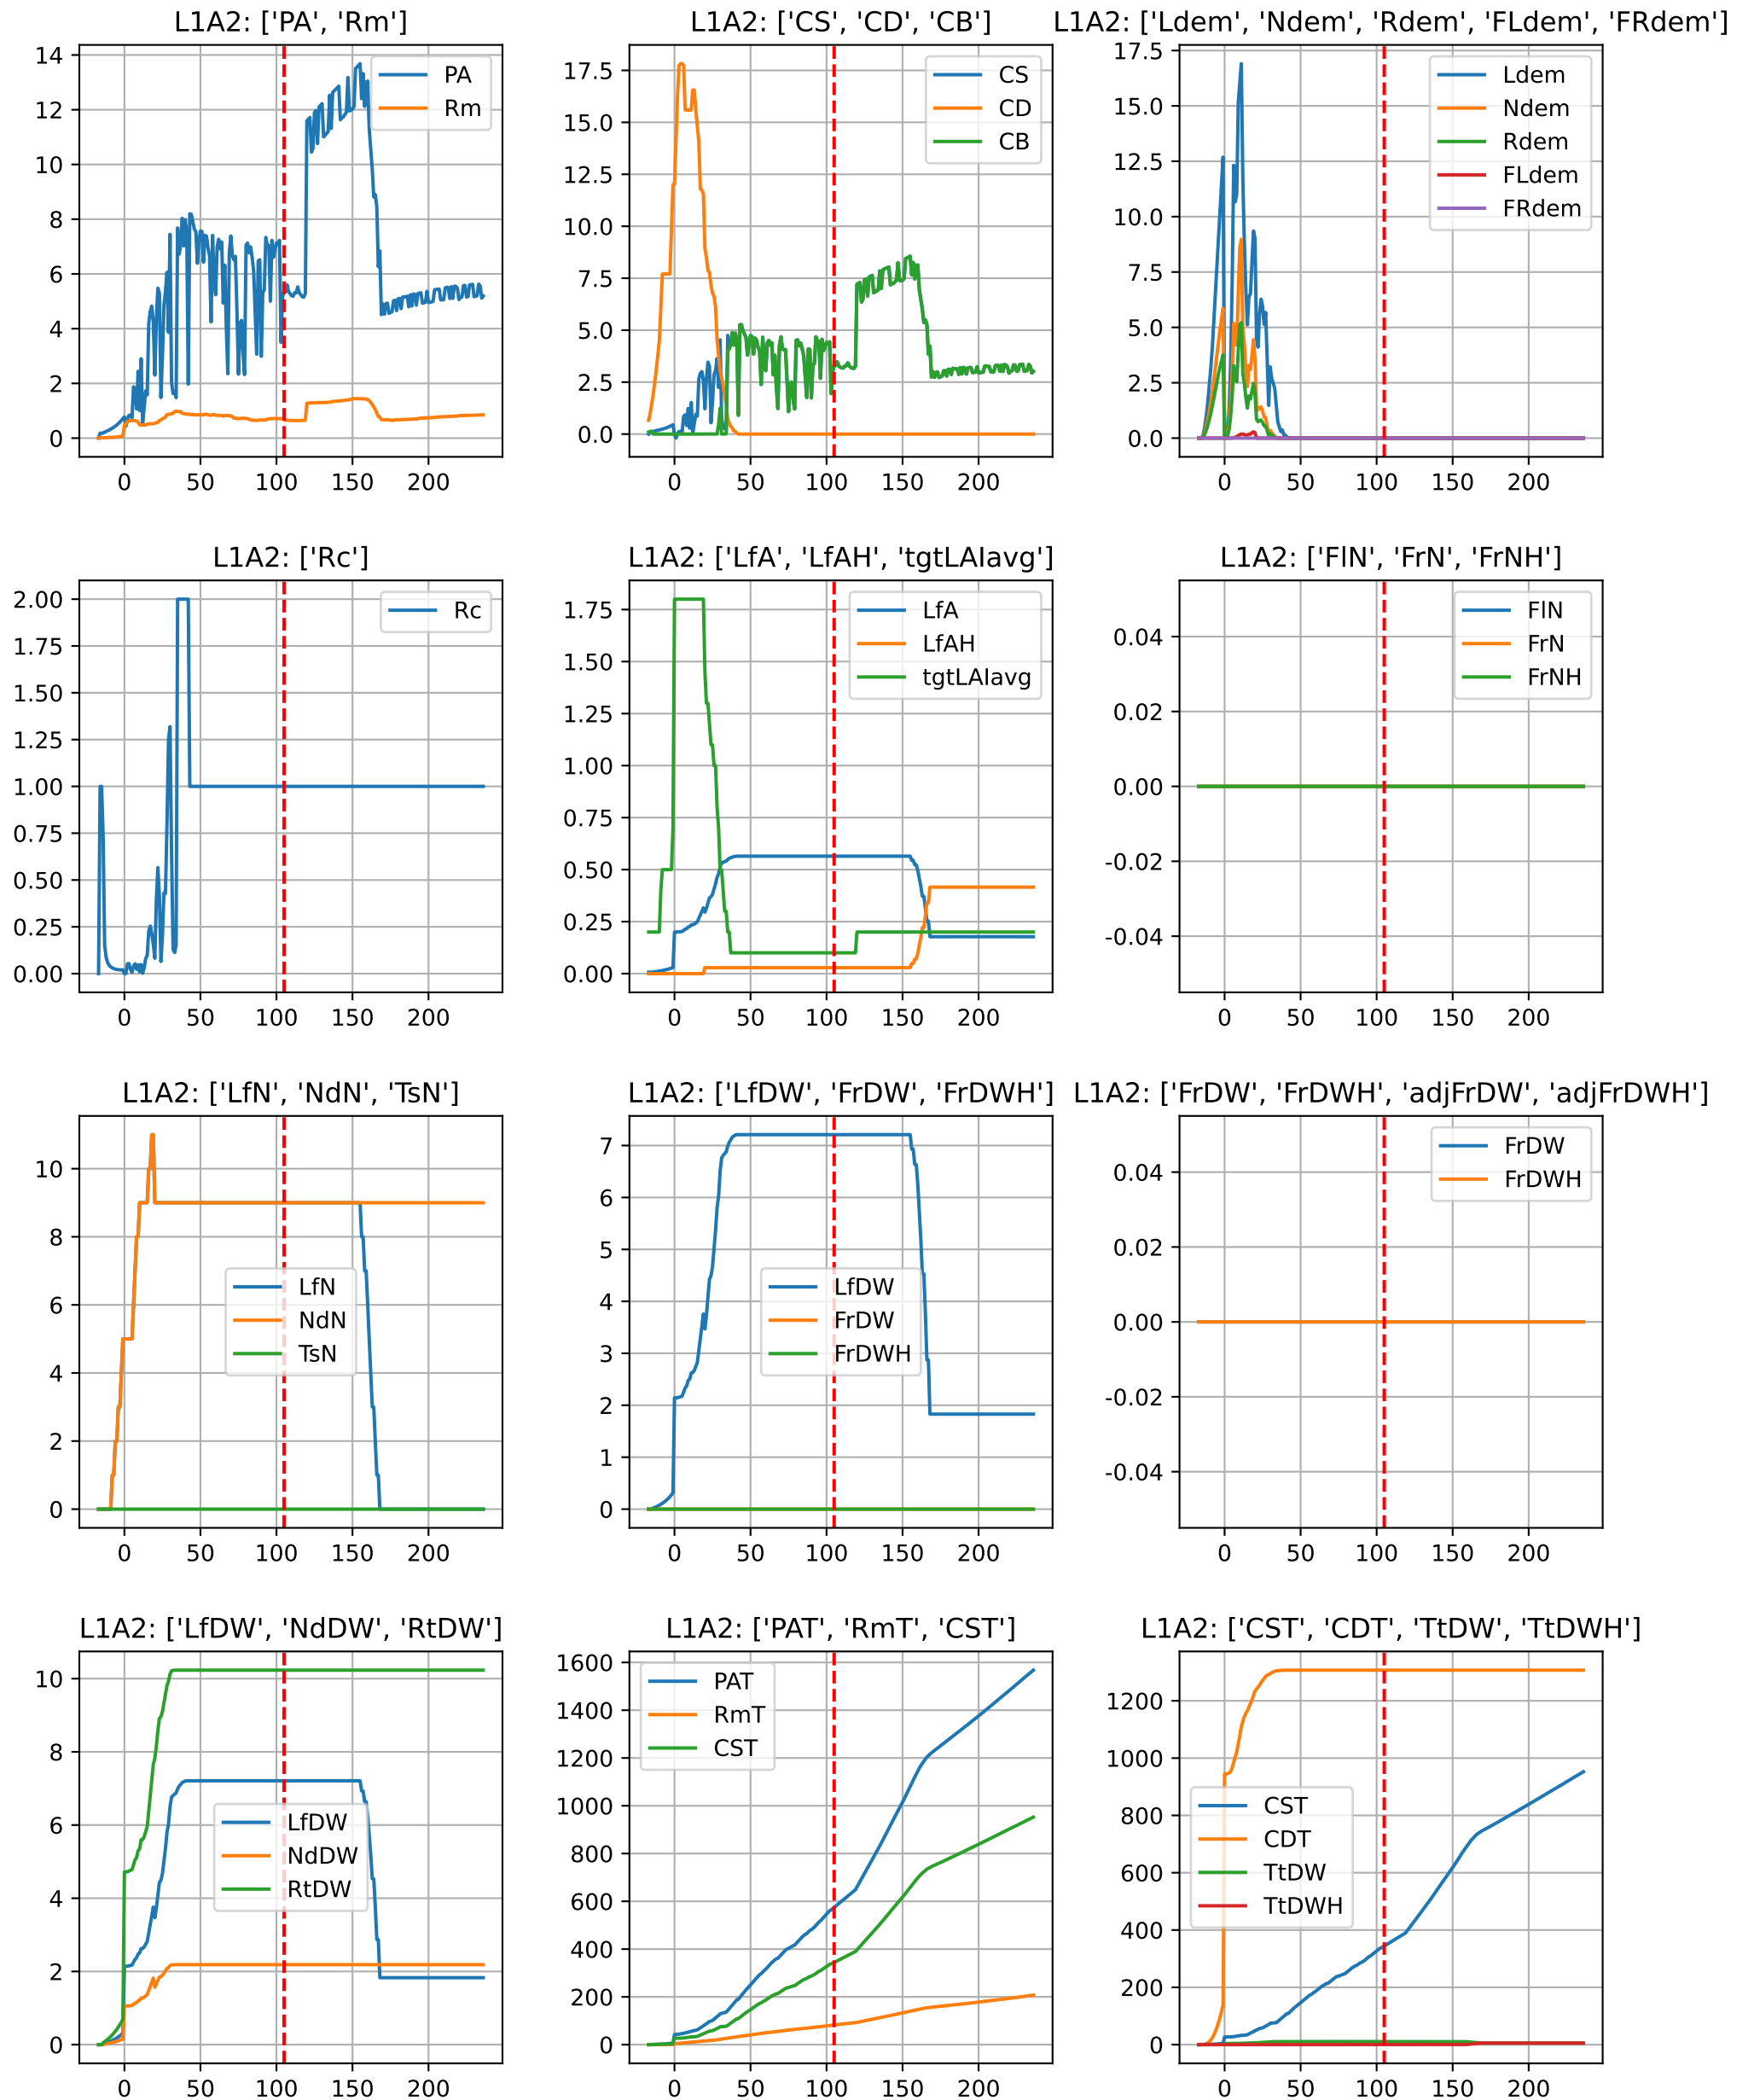 L1A2: ['PA', 'Rm']
14
12
10
8
6
4
2
0
0 50 100 150 200
PA
Rm
L1A2: ['CS', 'CD', 'CB']
17.5
15.0
12.5
10.0
7.5
5.0
2.5
0.0
0 50 100 150 200
CS
CD
CB
L1A2: ['Ldem', 'Ndem', 'Rdem', 'FLdem', 'FRdem']
17.5
15.0
12.5
10.0
7.5
5.0
2.5
0.0
0 50 100 150 200
Ldem
Ndem
Rdem
FLdem
FRdem
L1A2: ['Rc']
2.00
1.75
1.50
1.25
1.00
0.75
0.50
0.25
0.00
0 50 100 150 200
Rc
L1A2: ['LfA', 'LfAH', 'tgtLAIavg']
1.75
1.50
1.25
1.00
0.75
0.50
0.25
0.00
0 50 100 150 200
LfA
LfAH
tgtLAIavg
L1A2: ['FlN', 'FrN', 'FrNH']
0.04
0.02
0.00
-0.02
-0.04
0 50 100 150 200
FlN
FrN
FrNH
L1A2: ['LfN', 'NdN', 'TsN']
10
8
6
4
2
0
0 50 100 150 200
LfN
NdN
TsN
L1A2: ['LfDW', 'FrDW', 'FrDWH']
7
6
5
4
3
2
1
0
0 50 100 150 200
LfDW
FrDW
FrDWH
L1A2: ['FrDW', 'FrDWH', 'adjFrDW', 'adjFrDWH']
0.04
0.02
0.00
-0.02
-0.04
0 50 100 150 200
FrDW
FrDWH
L1A2: ['LfDW', 'NdDW', 'RtDW']
10
8
6
4
2
0
0 50 100 150 200
LfDW
NdDW
RtDW
L1A2: ['PAT', 'RmT', 'CST']
1600
1400
1200
1000
800
600
400
200
0
0 50 100 150 200
PAT
RmT
CST
L1A2: ['CST', 'CDT', 'TtDW', 'TtDWH']
1200
1000
800
600
400
200
0
0 50 100 150 200
CST
CDT
TtDW
TtDWH